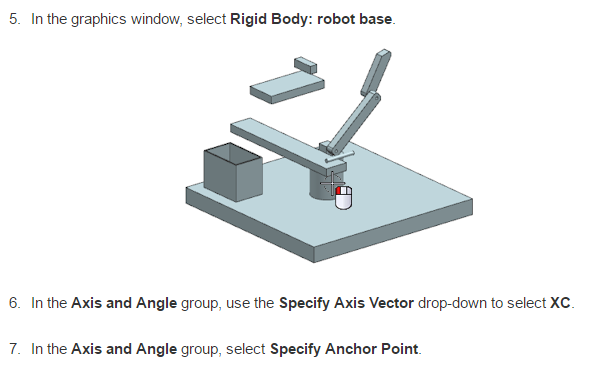 5. In the graphics window, select Rigid Body: robot base.
6. In the Axis and Angle group, use the Specify Axis Vector drop-down to select XC.
7. In the Axis and Angle group, select Specify Anchor Point.